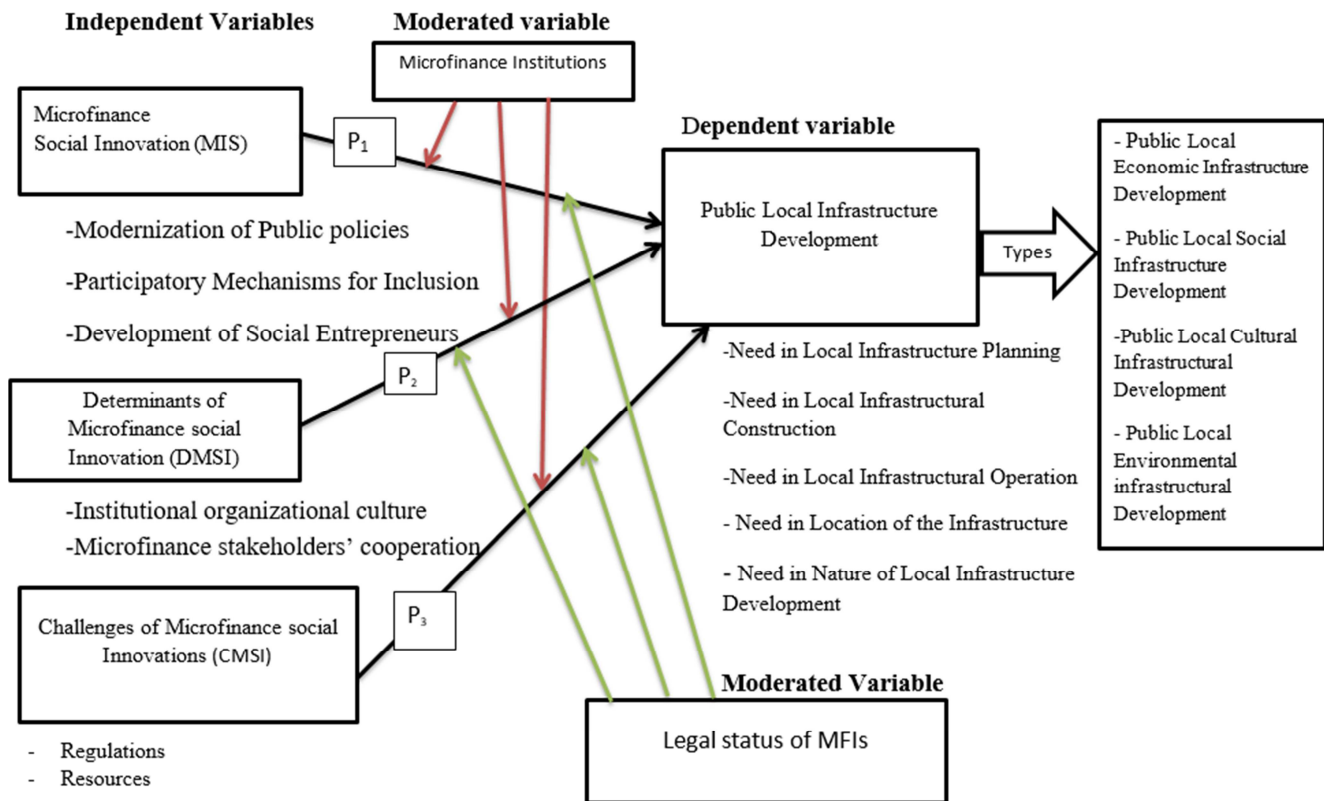 Independent Variables
Moderated variable
Microfinance Institutions
Microfinance
Social Innovation (MIS)
P1
-Modernization of Public policies
-Participatory Mechanisms for Inclusion
-Development of Social Entrepreneurs
Determinants of
Microfinance social
Innovation (DMSI)
P2
-Institutional organizational culture
-Microfinance stakeholders’ cooperation
Challenges of Microfinance social
Innovations (CMSI)
P3
- Regulations
- Resources
Dependent variable
Public Local Infrastructure
Development
-Need in Local Infrastructure Planning
-Need in Local Infrastructural
Construction
-Need in Local Infrastructural Operation
- Need in Location of the Infrastructure
- Need in Nature of Local Infrastructure
Development
Moderated Variable
Legal status of MFIs
Types
- Public Local
Economic Infrastructure
Development
- Public Local Social
Infrastructure
Development
-Public Local Cultural
Infrastructural
Development
- Public Local
Environmental
infrastructural
Development